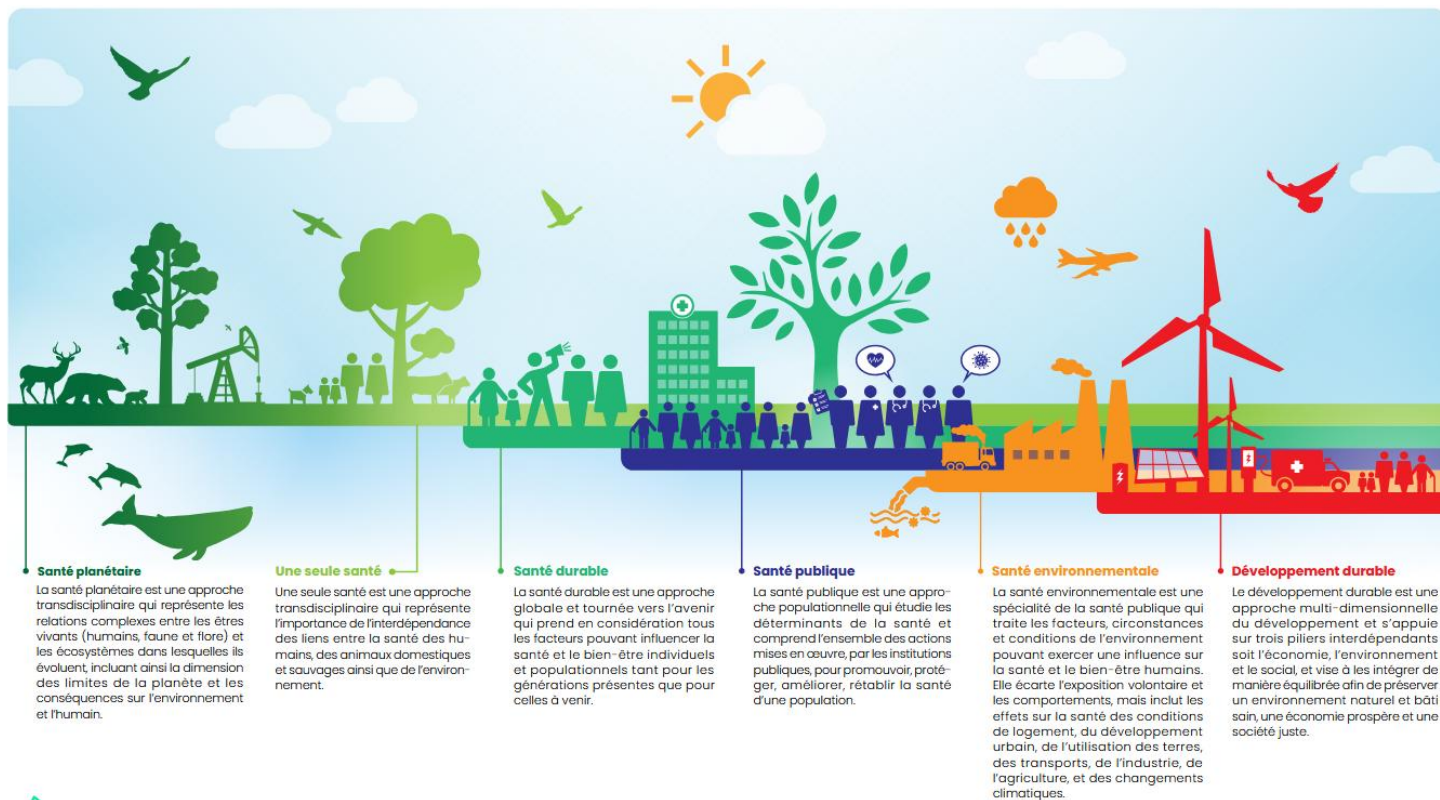 Santé planétaire
La santé planétaire est une approche
transdisciplinaire qui représente les
relations complexes entre les êtres
vivants (humains, faune et flore) et
les écosystèmes dans lesquelles ils
évoluent, incluant ainsi la dimension
des limites de la planète et les
conséquences sur l'environnement
et l'humain.
Une seule santé
Une seule santé est une approche
transdisciplinaire qui représente
l'importance de l'interdépendance
des liens entre la santé des hu-
mains, des animaux domestiques
et sauvages ainsi que de l'environ-
nement.
Santé durable
La santé durable est une approche
globale et tournée vers l'avenir
qui prend en considération tous
les facteurs pouvant influencer la
santé et le bien-être individuels
et populationnels tant pour les
générations présentes que pour
celles à venir.
Santé publique
La santé publique est une appro-
che populationnelle qui étudie les
déterminants de la santé et
comprend l'ensemble des actions
mises en œuvre, par les institutions
publiques, pour promouvoir, proté-
ger, améliorer, rétablir la santé
d'une population.
Santé environnementale
La santé environnementale est une
spécialité de la santé publique qui
traite les facteurs, circonstances
et conditions de l'environnement
pouvant exercer une influence sur
la santé et le bien-être humains.
Elle écarte l'exposition volontaire et
les comportements, mais inclut les
effets sur la santé des conditions
de logement, du développement
urbain, de l'utilisation des terres,
des transports, de l'industrie, de
l'agriculture, et des changements
climatiques.
Développement durable
Le développement durable est une
approche multi-dimensionnelle
du développement et s'appuie
sur trois piliers interdépendants
soit l'économie, l'environnement
et le social, et vise à les intégrer de
manière équilibrée afin de préserver
un environnement naturel et bâti
sain, une économie prospère et une
société juste.